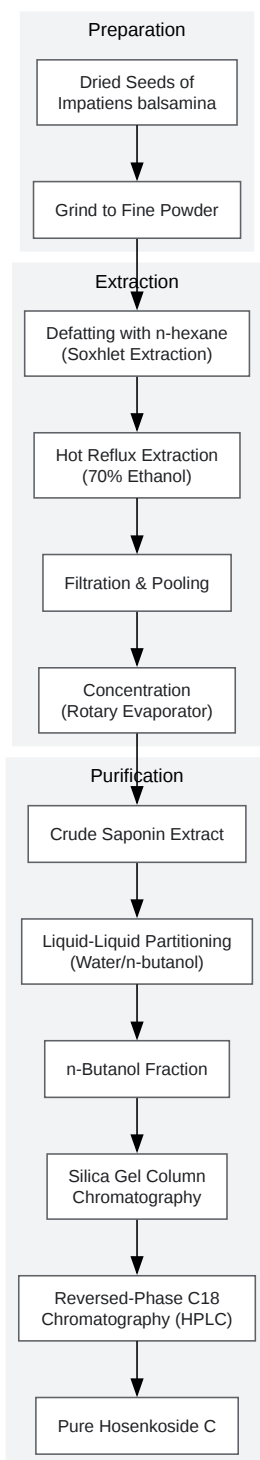 Preparation
Dried Seeds of
Impatiens balsamina
Grind to Fine Powder
Extraction
Defatting with n-hexane
(Soxhlet Extraction)
Hot Reflux Extraction
(70% Ethanol)
Filtration & Pooling
Concentration
(Rotary Evaporator)
Purification
Crude Saponin Extract
Liquid-Liquid Partitioning
(Water/n-butanol)
n-Butanol Fraction
Silica Gel Column
Chromatography
Reversed-Phase C18
Chromatography (HPLC)
Pure Hosenkoside C